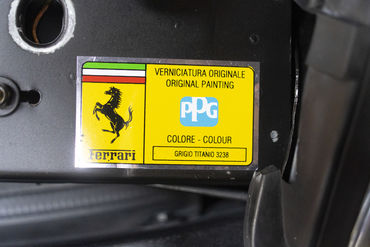 VERNICIATURA ORIGINALE
ORIGINAL PAINTING
PPG
COLORE - COLOUR
GRIGIO TITANIO 3238
Ferrari